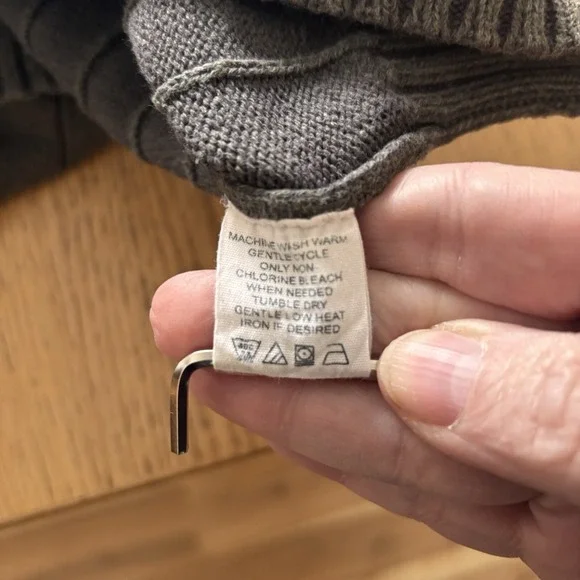 MACHINE WASH WARM
GENTLE CYCLE
ONLY NON-
CHLORINE BLEACH
WHEN NEEDED
TUMBLE DRY
GENTLE LOW HEAT
IRON IF DESIRED